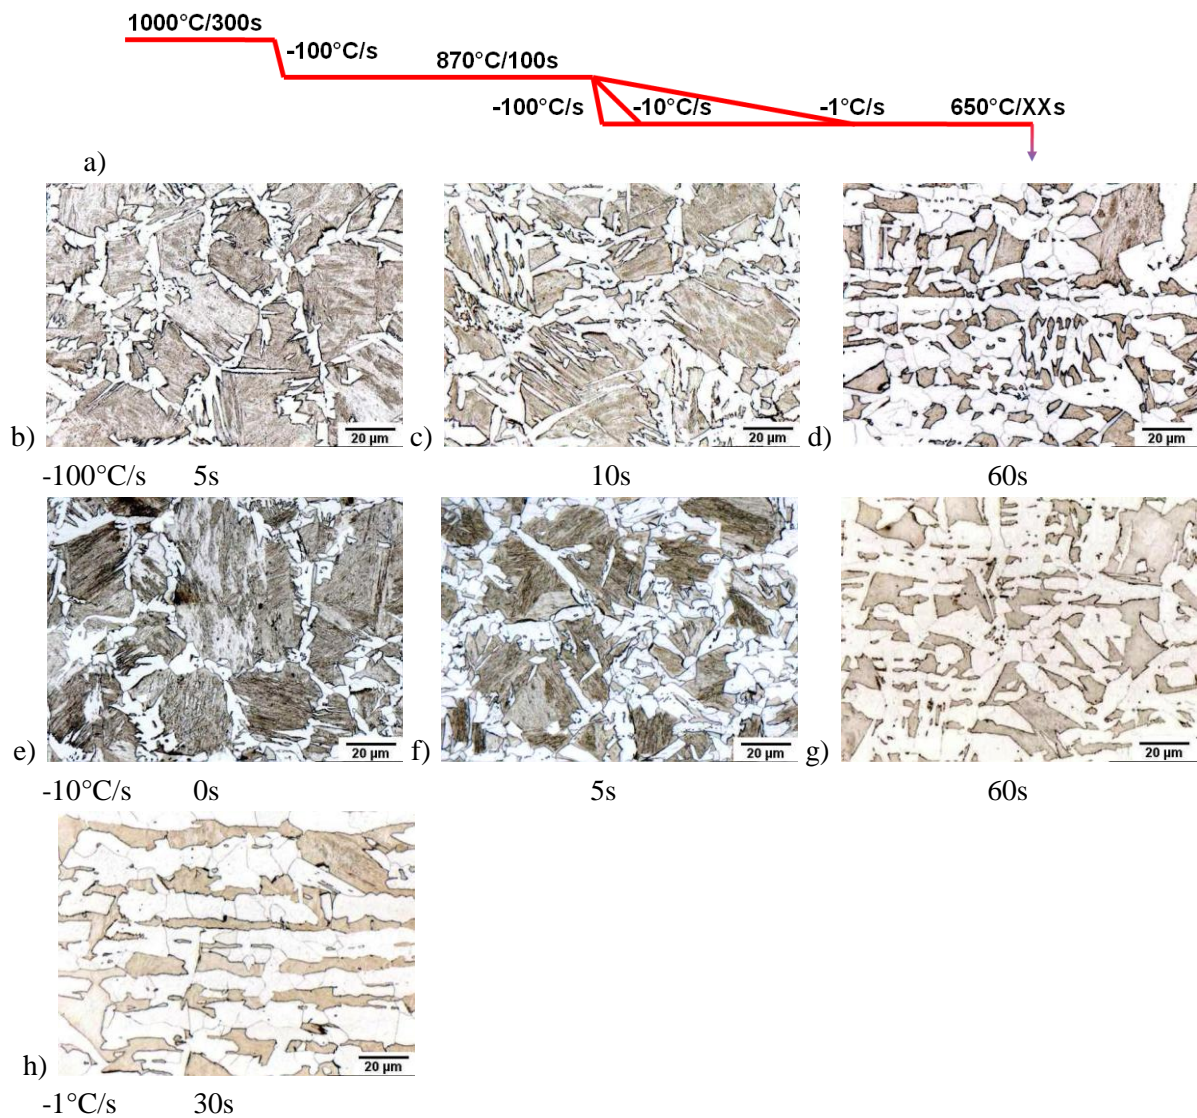 1000°C/300s
-100°C/s
870°C/100s
-100°C/s -10°C/s -1°C/s 650°C/XXs
a)
20 µm 20 µm 20 µm
b) c) d)
-100°C/s 5s 10s 60s
20 µm 20 µm 20 µm
e) f) g)
-10°C/s 0s 5s 60s
20 µm
h)
-1°C/s 30s